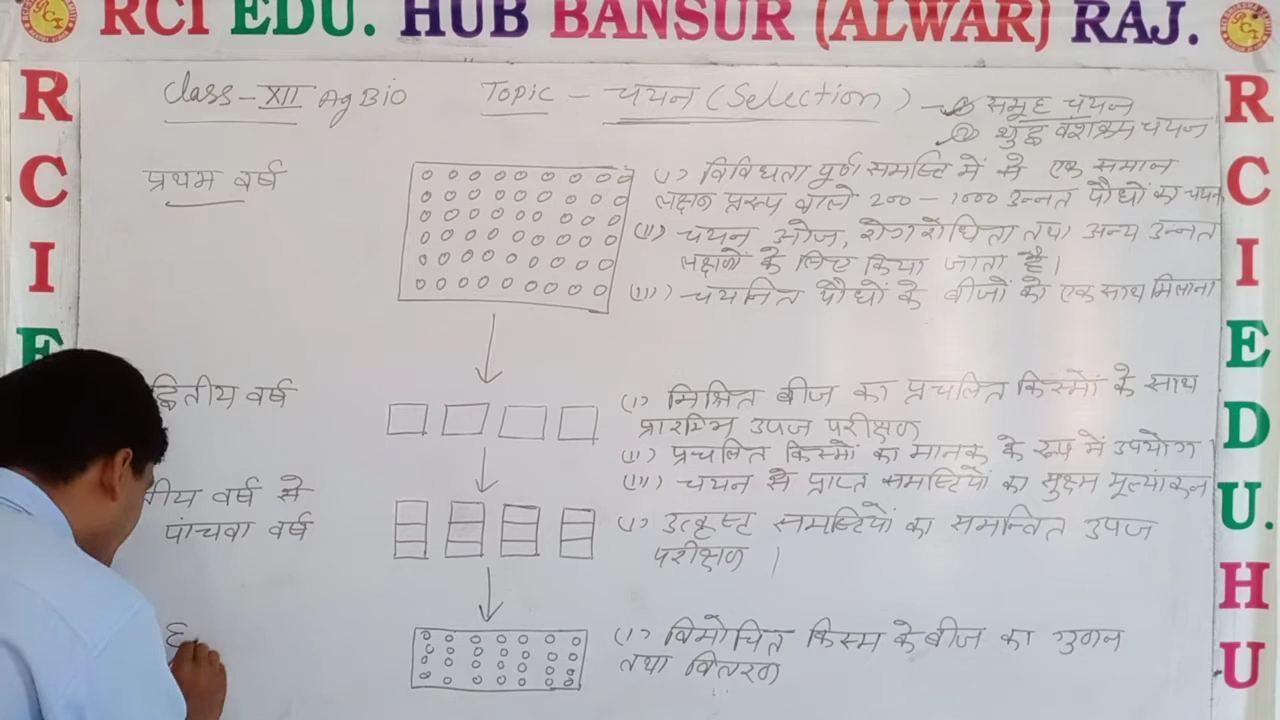 RCI EDU. HUB BANSUR (ALWAR) RAJ.
R
C
I
E
R
C
I
E
D
U.
H
U
Class - XII Ag Bio
Topic - चयन (Selection) - (i) समूह चयन
(ii) शुद्ध वंशक्रम चयन
प्रथम वर्ष
(i) विविधता पूर्ण समष्टि में से एक समान
लक्षण प्ररूप वाले 200 - 1000 उन्नत पौधों का चयन
(ii) चयन ओज, रोगरोधिता तथा अन्य उन्नत
लक्षणों के लिए किया जाता है।
(iii) चयनित पौधों के बीजों को एक साथ मिलाना
द्वितीय वर्ष
(i) मिश्रित बीज का प्रचलित किस्मों के साथ
प्रारम्भि उपज परीक्षण
(ii) प्रचलित किस्मों का मानक के रूप में उपयोग।
(iii) चयन से प्राप्त समष्टियों का सुक्ष्म मूल्यांकन
तीय वर्ष से
पांचवा वर्ष
(i) उत्कृष्ट समष्टियों का समन्वित उपज
परीक्षण।
(i) विमोचित किस्म के बीज का गुणन
तथा वितरण